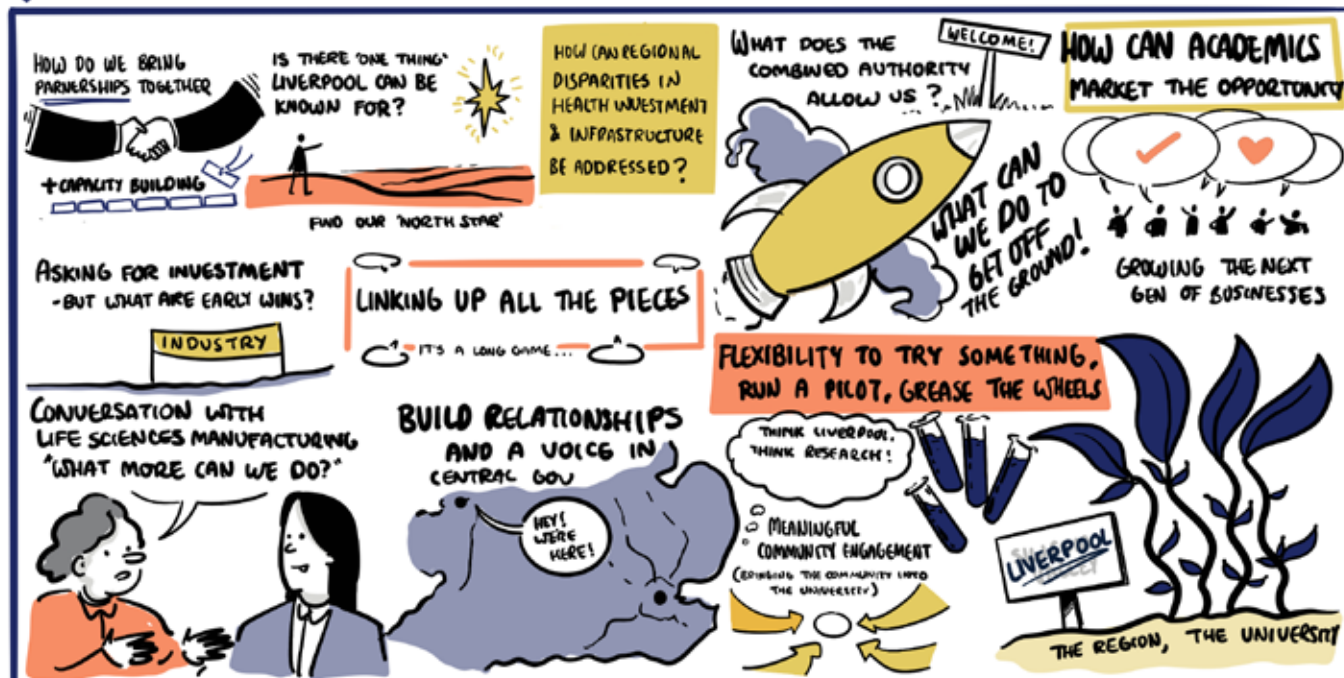 HOW DO WE BRING
PARNERSHIPS TOGETHER
+ CAPACITY BUILDING
IS THERE 'ONE THING'
LIVERPOOL CAN BE
KNOWN FOR?
FIND OUR 'NORTH STAR'
HOW CAN REGIONAL
DISPARITIES IN
HEALTH INVESTMENT
& INFRASTRUCTURE
BE ADDRESSED?
WHAT DOES THE
COMBINED AUTHORITY
ALLOW US?
WELCOME!
WHAT CAN
WE DO TO
GET OFF
THE GROUND!
HOW CAN ACADEMICS
MARKET THE OPPORTUNITY
GROWING THE NEXT
GEN OF BUSINESSES
ASKING FOR INVESTMENT
- BUT WHAT ARE EARLY WINS?
INDUSTRY
LINKING UP ALL THE PIECES
IT'S A LONG GAME...
FLEXIBILITY TO TRY SOMETHING,
RUN A PILOT, GREASE THE WHEELS
CONVERSATION WITH
LIFE SCIENCES MANUFACTURING
"WHAT MORE CAN WE DO?"
BUILD RELATIONSHIPS
AND A VOICE IN
CENTRAL GOV
HEY!
WE'RE
HERE!
THINK LIVERPOOL,
THINK RESEARCH!
MEANINGFUL
COMMUNITY ENGAGEMENT
(BRINGING THE COMMUNITY INTO
THE UNIVERSITY)
LIVERPOOL
THE REGION, THE UNIVERSITY